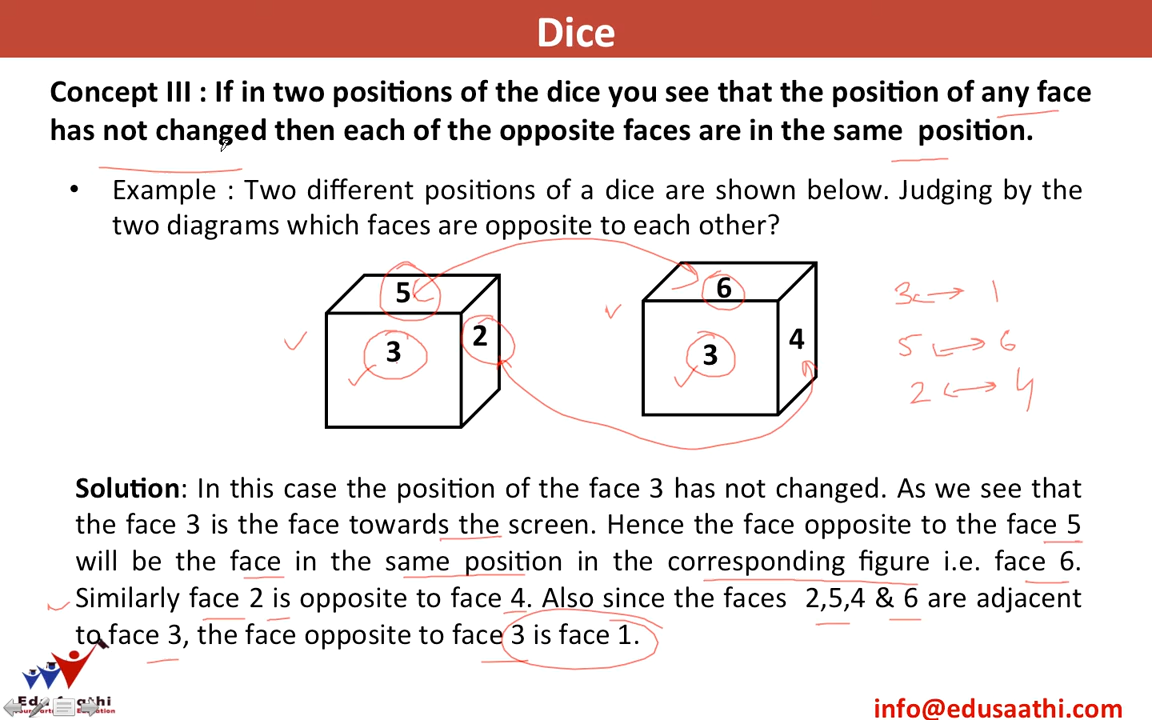 Dice
Concept III : If in two positions of the dice you see that the position of any face
has not changed then each of the opposite faces are in the same position.
• Example : Two different positions of a dice are shown below. Judging by the
two diagrams which faces are opposite to each other?
5
3
2
6
3
4
3 ↔ 1
5 ↔ 6
2 ↔ 4
Solution: In this case the position of the face 3 has not changed. As we see that
the face 3 is the face towards the screen. Hence the face opposite to the face 5
will be the face in the same position in the corresponding figure i.e. face 6.
Similarly face 2 is opposite to face 4. Also since the faces 2,5,4 & 6 are adjacent
to face 3, the face opposite to face 3 is face 1.
info@edusaathi.com